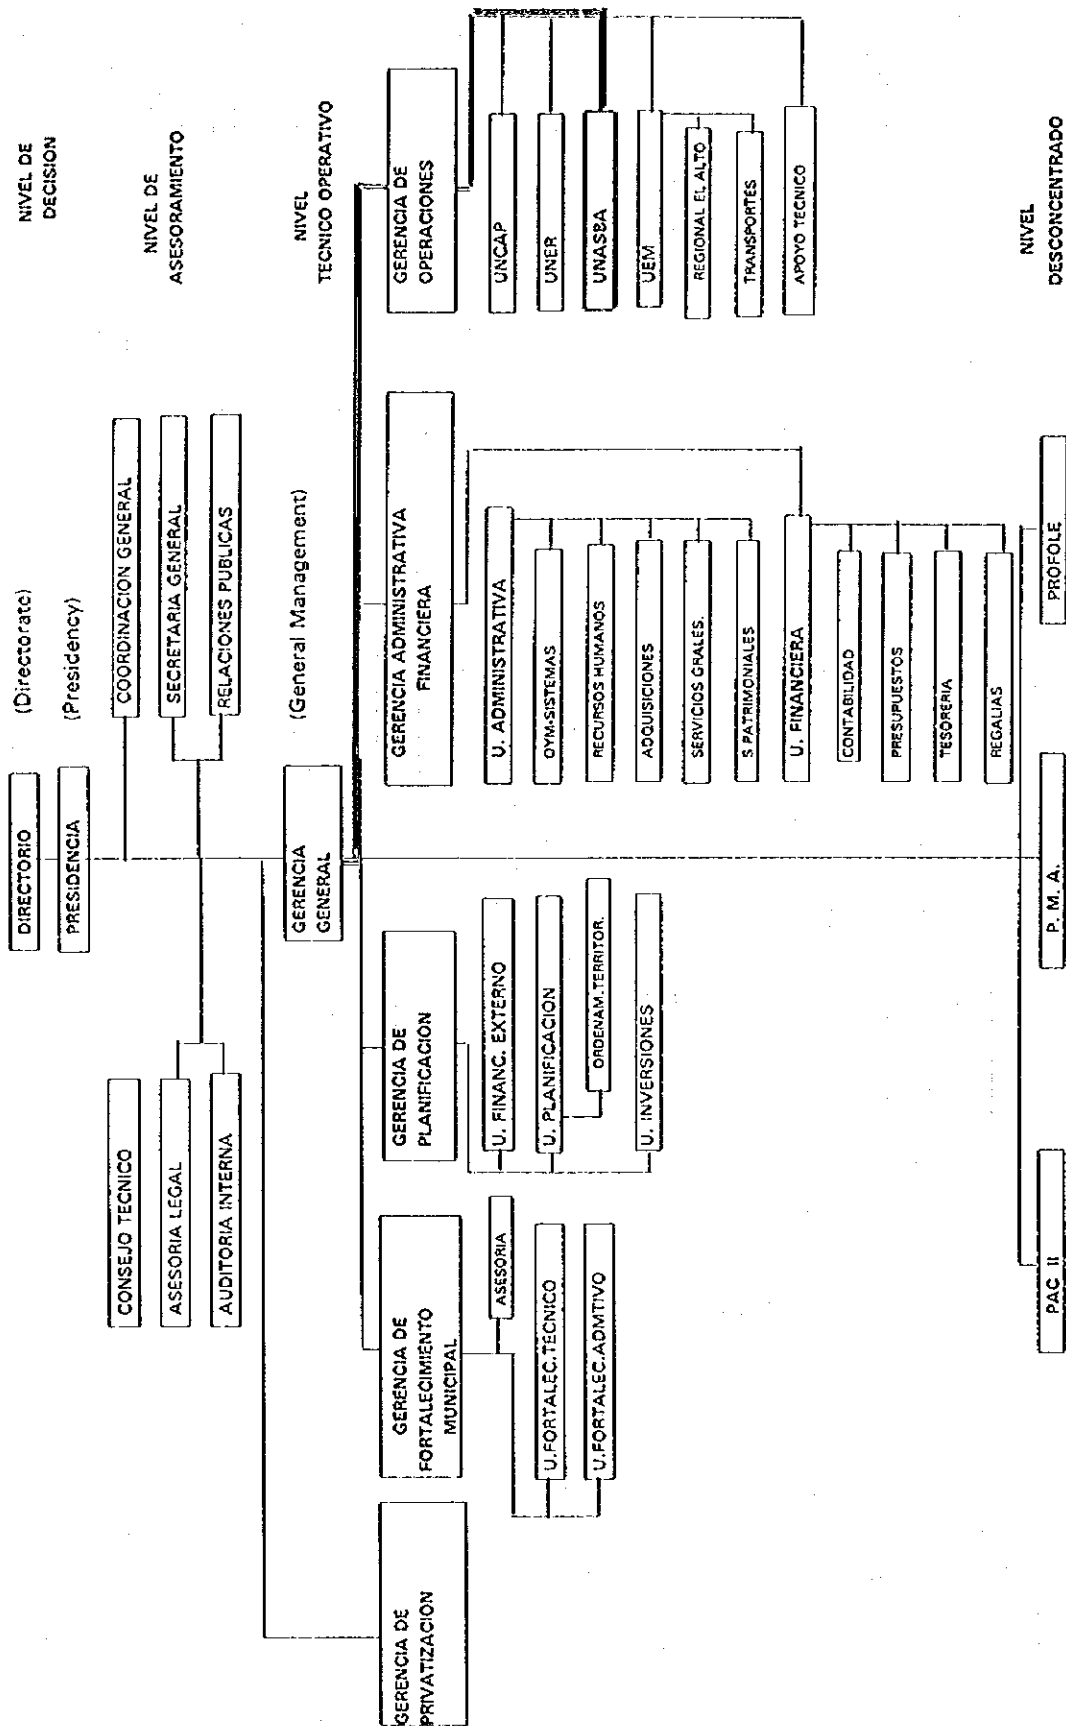 DIRECTORIO
(Directorate)
NIVEL DE
DECISION
PRESIDENCIA
(Presidency)
CONSEJO TECNICO
COORDINACION GENERAL
NIVEL DE
ASESORAMIENTO
ASESORIA LEGAL
SECRETARIA GENERAL
AUDITORIA INTERNA
RELACIONES PUBLICAS
GERENCIA
GENERAL
(General Management)
NIVEL
TECNICO OPERATIVO
GERENCIA DE
PRIVATIZACION
GERENCIA DE
FORTALECIMIENTO
MUNICIPAL
ASESORIA
U.FORTALEC.TECNICO
U.FORTALEC.ADMTIVO
GERENCIA DE
PLANIFICACION
U. FINANC. EXTERNO
U. PLANIFICACION
ORDENAM.TERRITOR.
U. INVERSIONES
GERENCIA ADMINISTRATIVA
FINANCIERA
U. ADMINISTRATIVA
OYM-SISTEMAS
RECURSOS HUMANOS
ADQUISICIONES
SERVICIOS GRALES.
S.PATRIMONIALES
U. FINANCIERA
CONTABILIDAD
PRESUPUESTOS
TESORERIA
REGALIAS
GERENCIA DE
OPERACIONES
UNCAP
UNER
UNASBA
UEM
REGIONAL EL ALTO
TRANSPORTES
APOYO TECNICO
PAC II
P. M. A.
PROFOLE
NIVEL
DESCONCENTRADO